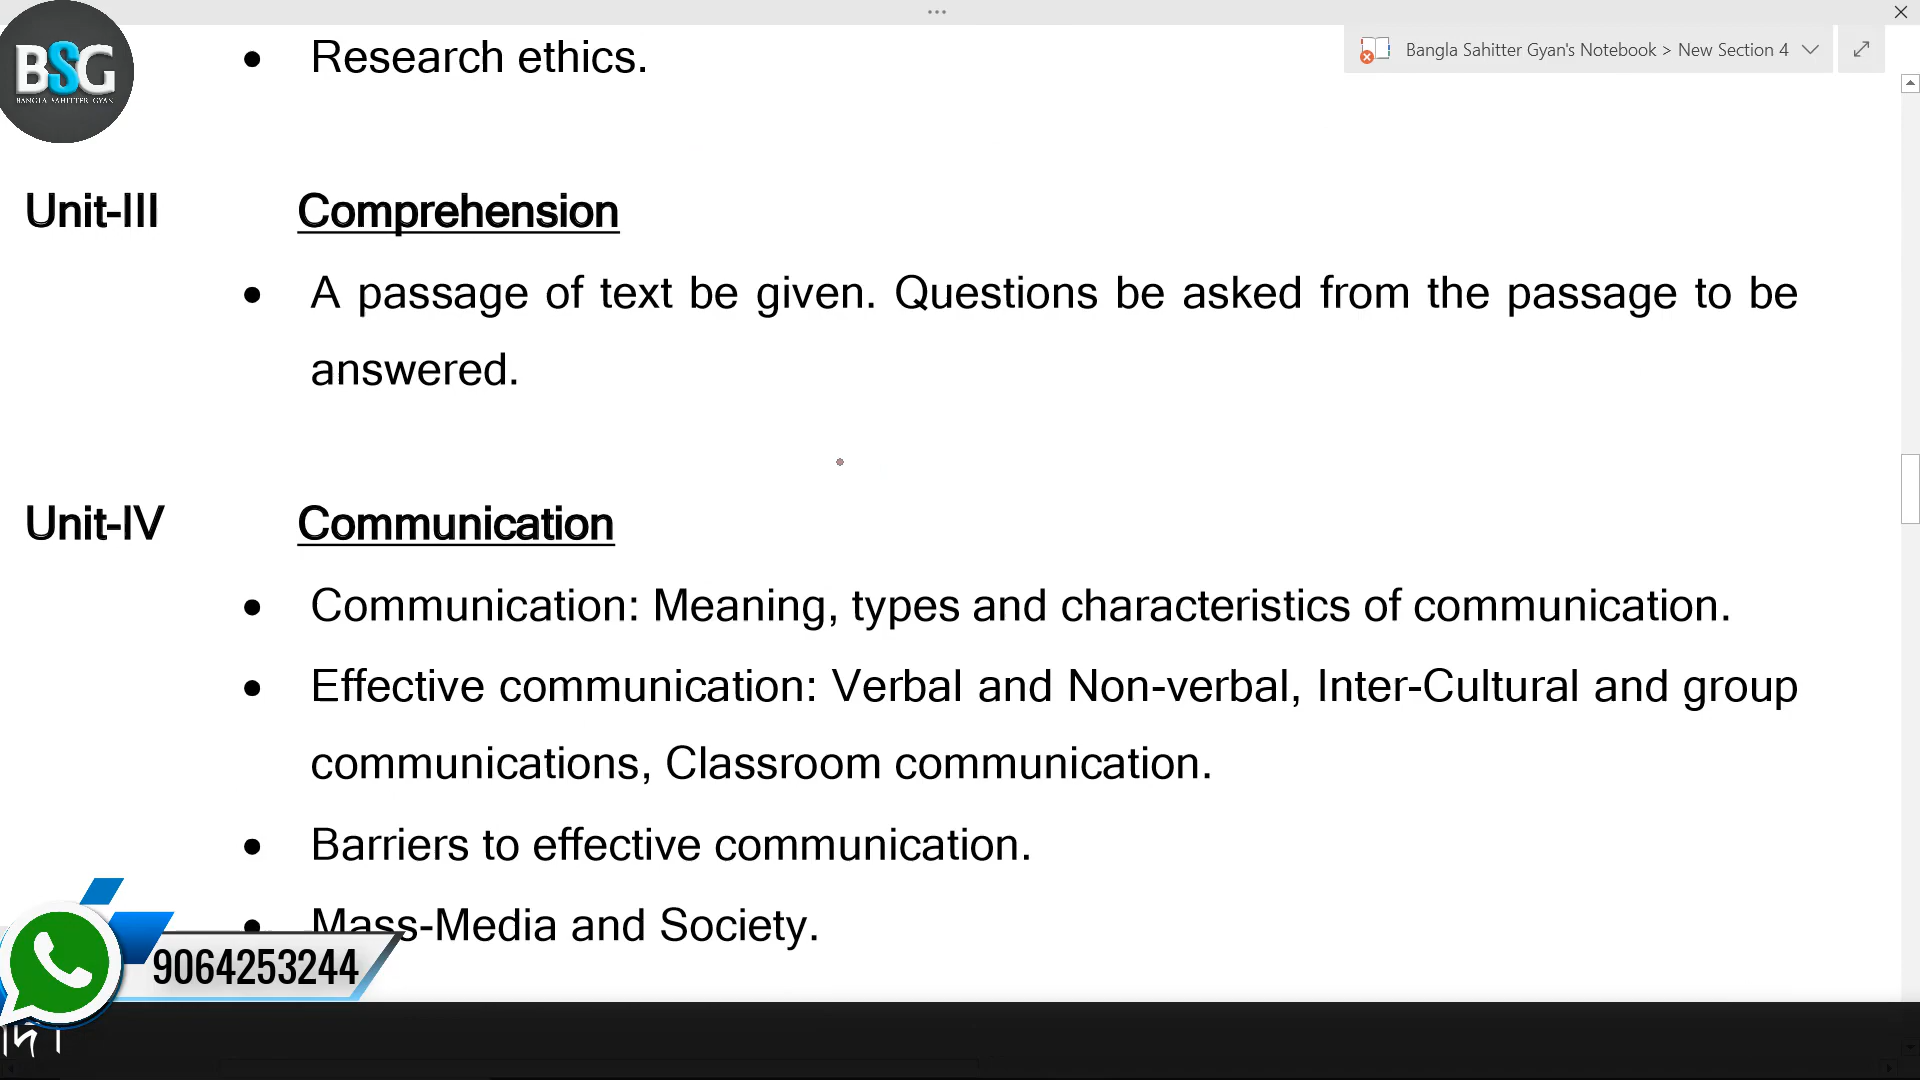 BSG
BANGLA SAHITTER GYAN
Bangla Sahitter Gyan's Notebook > New Section 4
• Research ethics.
Unit-III Comprehension
• A passage of text be given. Questions be asked from the passage to be
answered.
Unit-IV Communication
• Communication: Meaning, types and characteristics of communication.
• Effective communication: Verbal and Non-verbal, Inter-Cultural and group
communications, Classroom communication.
• Barriers to effective communication.
• Mass-Media and Society.
9064253244